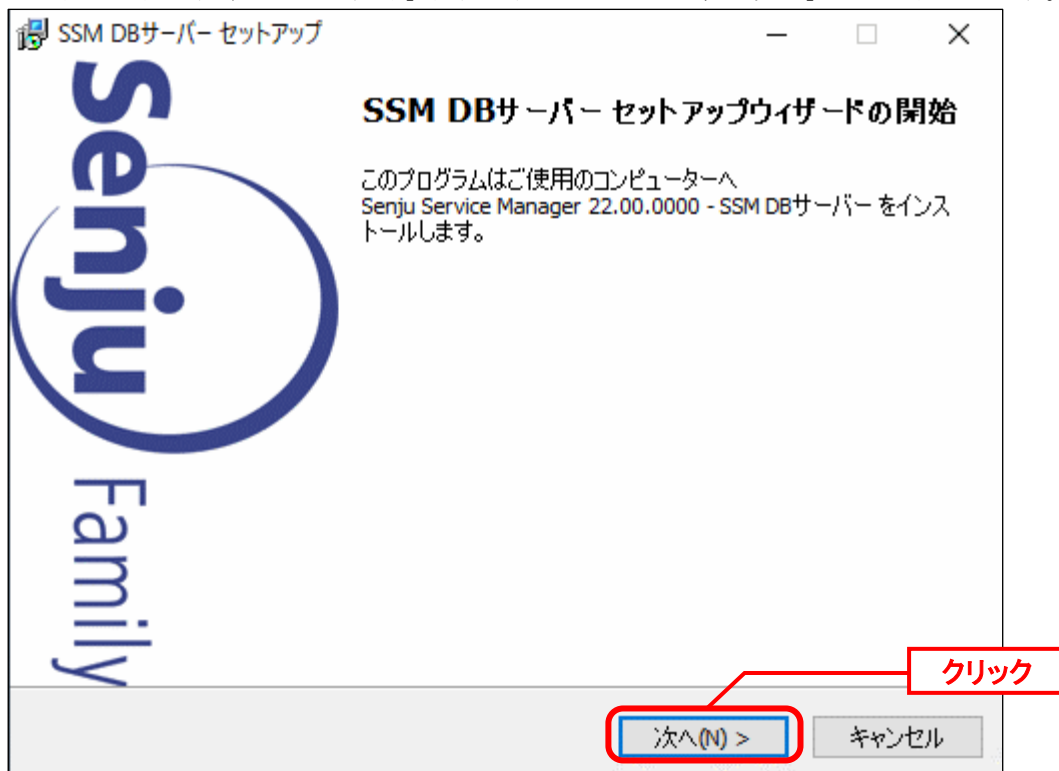 SSM DBサーバー セットアップ
Senju Family
SSM DBサーバー セットアップウィザードの開始
このプログラムはご使用のコンピューターへ
Senju Service Manager 22.00.0000 - SSM DBサーバー をインス
トールします。
クリック
次へ(N) >
キャンセル